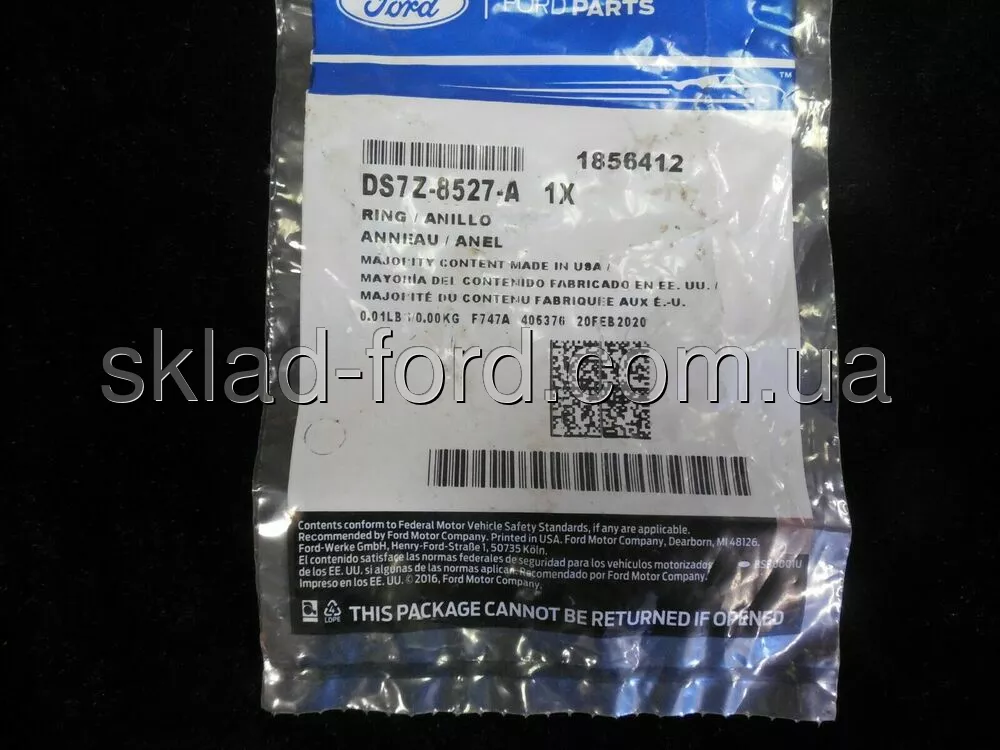 Ford
FORD PARTS
™
1856412
DS7Z-8527-A 1X
RING / ANILLO
ANNEAU / ANEL
MAJORITY CONTENT MADE IN USA /
MAYORIA DEL CONTENIDO FABRICADO EN EE. UU. /
MAJORITÉ DU CONTENU FABRIQUEE AUX É.-U.
0.01LB / 0.00KG F747A 405376 20FEB2020
sklad-ford.com.ua
Contents conform to Federal Motor Vehicle Safety Standards, if any are applicable.
Recommended by Ford Motor Company. Printed in USA. Ford Motor Company, Dearborn, MI 48126.
Ford-Werke GmbH, Henry-Ford-Straße 1, 50735 Köln.
El contenido satisface las normas federales de seguridad para los vehículos motorizados
de los EE. UU. si algunas de las normas aplican. Recomendado por Ford Motor Company.
Impreso en los EE. UU. © 2016, Ford Motor Company.
LDPE
THIS PACKAGE CANNOT BE RETURNED IF OPENED